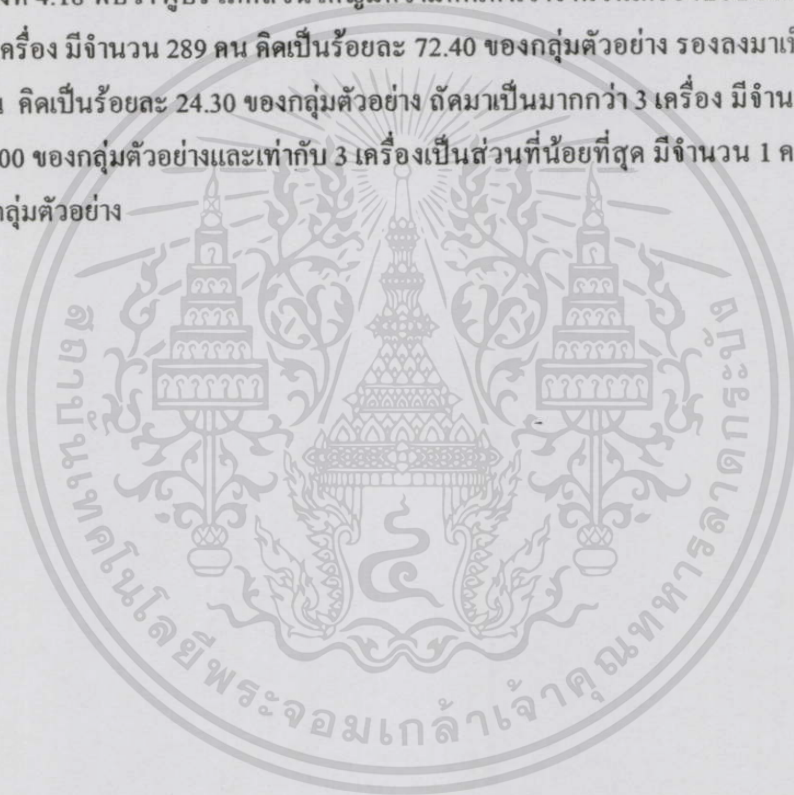 ครื่อง มีจำนวน 289 คน คิดเป็นร้อยละ 72.40 ของกลุ่มตัวอย่าง รองลงมาเ
คิดเป็นร้อยละ 24.30 ของกลุ่มตัวอย่าง ถัดมาเป็นมากกว่า 3 เครื่อง มีจำน
00 ของกลุ่มตัวอย่างและเท่ากับ 3 เครื่องเป็นส่วนที่น้อยที่สุด มีจำนวน 1 ค
ลุ่มตัวอย่าง
สถาบันเทคโนโลยีพระจอมเกล้าเจ้าคุณทหารลาดกระบัง